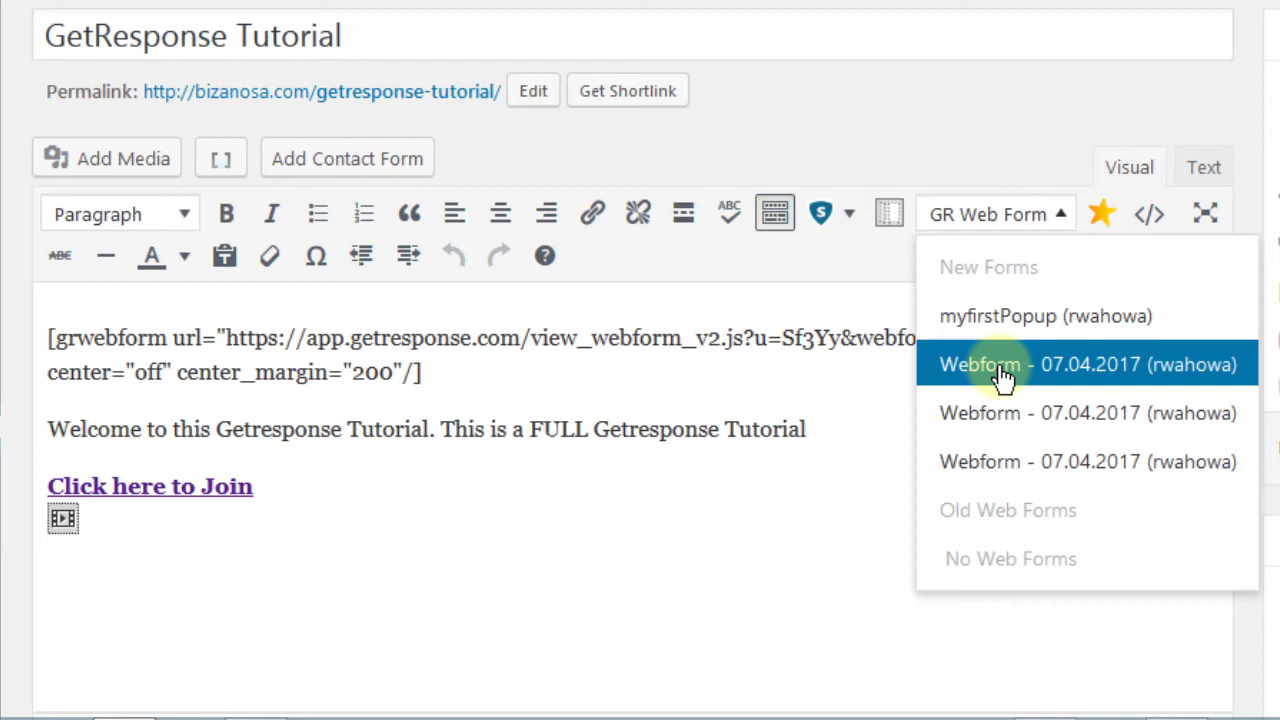 GetResponse Tutorial
Permalink: http://bizanosa.com/getresponse-tutorial/ Edit Get Shortlink
Add Media [ ] Add Contact Form Visual Text
Paragraph B I ABC S GR Web Form </>
ABC A Ω ?
New Forms
myfirstPopup (rwahowa)
Webform - 07.04.2017 (rwahowa)
Webform - 07.04.2017 (rwahowa)
Webform - 07.04.2017 (rwahowa)
Old Web Forms
No Web Forms
[grwebform url="https://app.getresponse.com/view_webform_v2.js?u=Sf3Yy&webfo
center="off" center_margin="200"/]
Welcome to this Getresponse Tutorial. This is a FULL Getresponse Tutorial
Click here to Join